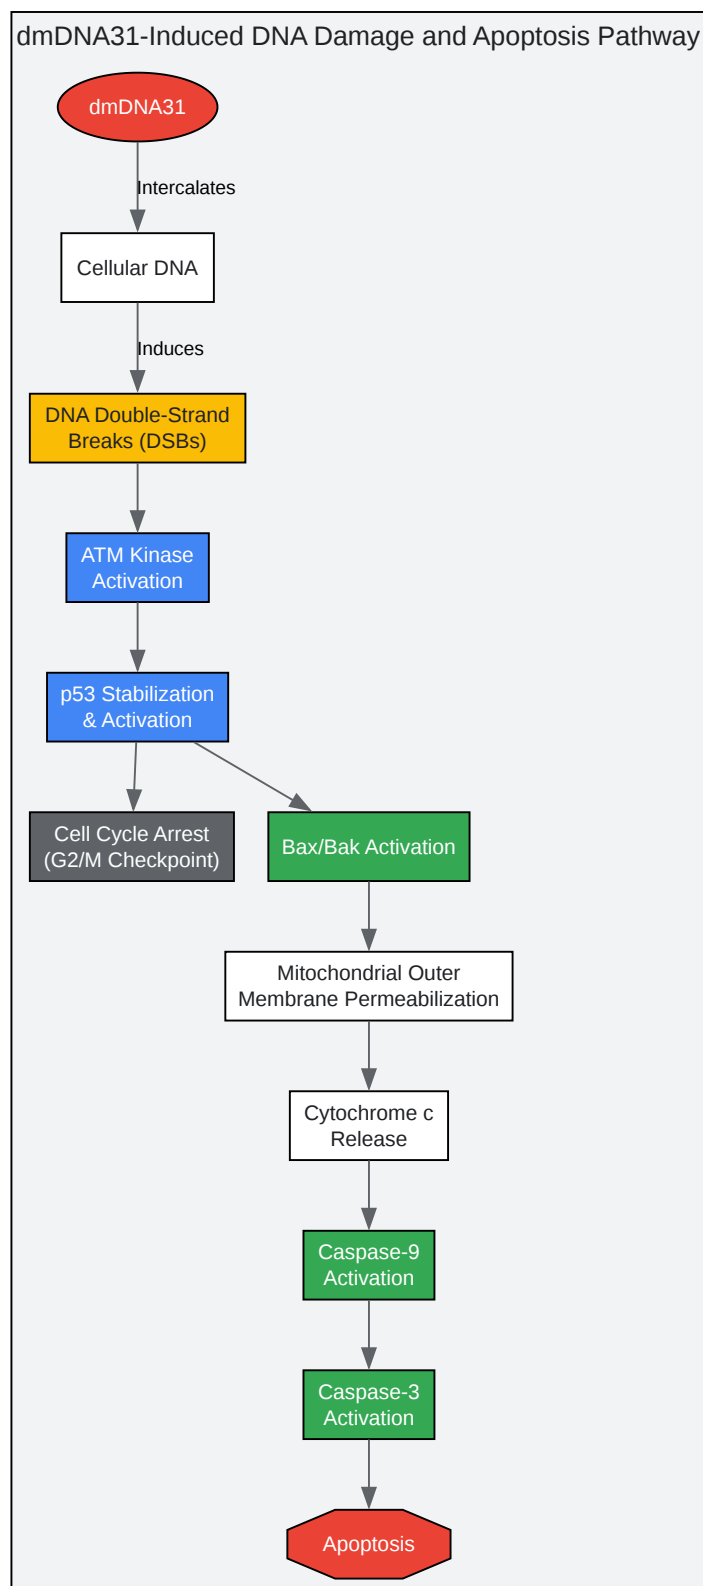 dmDNA31-Induced DNA Damage and Apoptosis Pathway
dmDNA31
Intercalates
Cellular DNA
Induces
DNA Double-Strand
Breaks (DSBs)
ATM Kinase
Activation
p53 Stabilization
& Activation
Cell Cycle Arrest
(G2/M Checkpoint)
Bax/Bak Activation
Mitochondrial Outer
Membrane Permeabilization
Cytochrome c
Release
Caspase-9
Activation
Caspase-3
Activation
Apoptosis